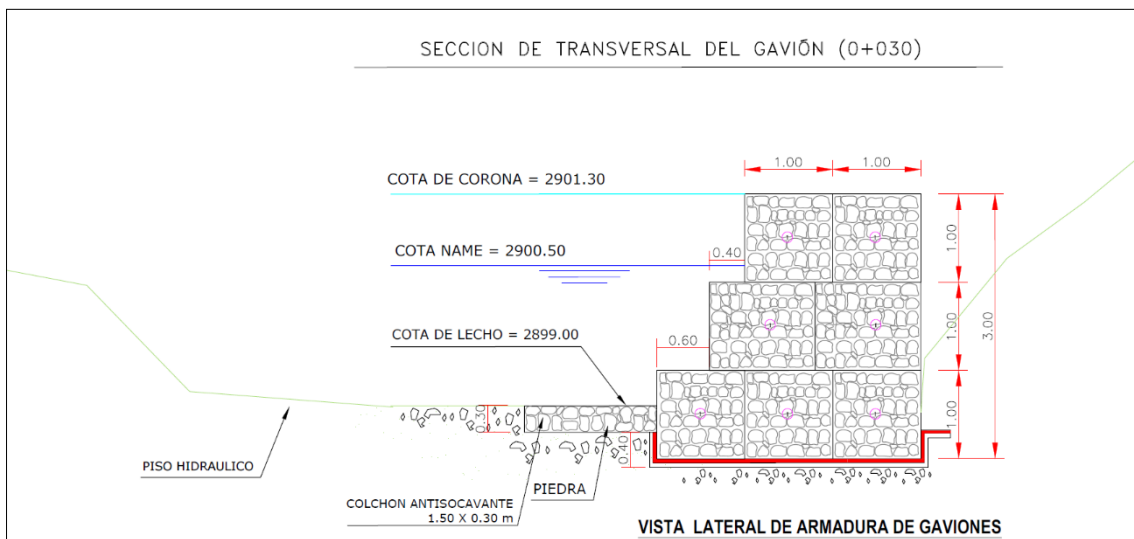 SECCION DE TRANSVERSAL DEL GAVIÓN (0+030)
1.00 1.00
COTA DE CORONA = 2901.30
1.00
COTA NAME = 2900.50
0.40
1.00
3.00
COTA DE LECHO = 2899.00
0.60
1.00
0.30
0.40
PISO HIDRAULICO
PIEDRA
COLCHON ANTISOCAVANTE
1.50 X 0.30 m
VISTA LATERAL DE ARMADURA DE GAVIONES